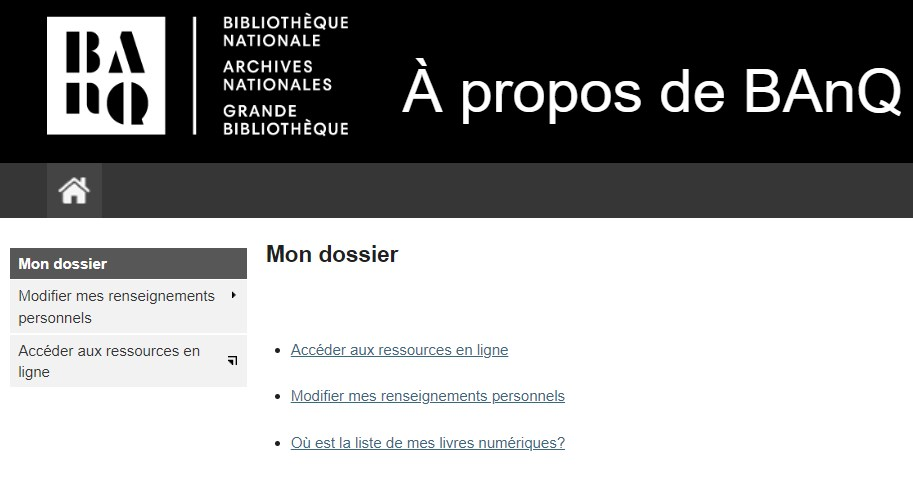 BAnQ
BIBLIOTHÈQUE
NATIONALE
ARCHIVES
NATIONALES
GRANDE
BIBLIOTHÈQUE
À propos de BAnQ
Mon dossier
Modifier mes renseignements
personnels
Accéder aux ressources en
ligne
Mon dossier
• Accéder aux ressources en ligne
• Modifier mes renseignements personnels
• Où est la liste de mes livres numériques?